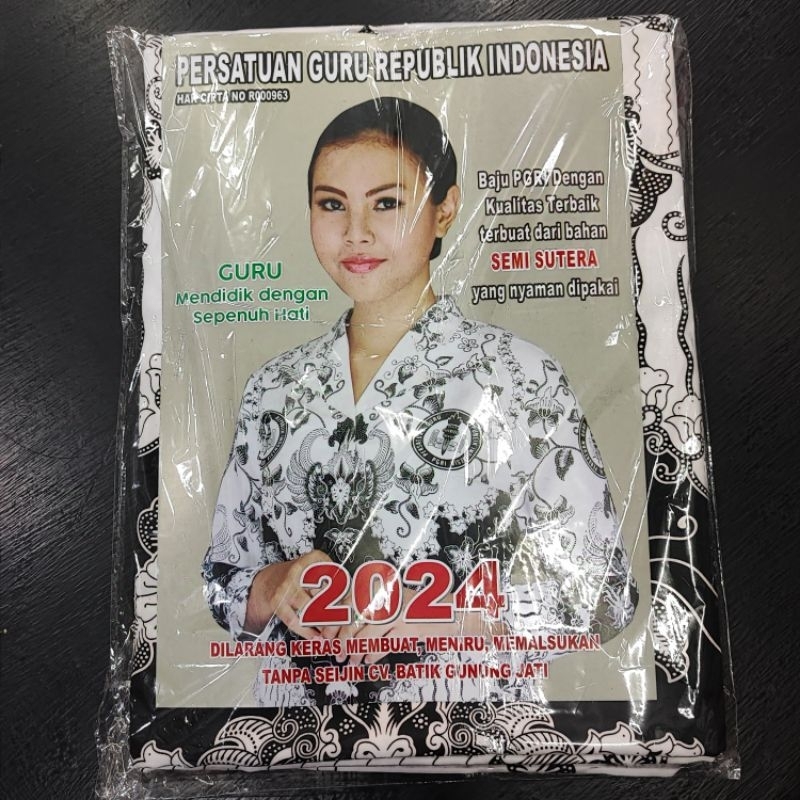 PERSATUAN GURU REPUBLIK INDONESIA
HAK CIPTA NO R000963
Baju PGRI Dengan
Kualitas Terbaik
terbuat dari bahan
SEMI SUTERA
yang nyaman dipakai
GURU
Mendidik dengan
Sepenuh Hati
PGRI
2024
DILARANG KERAS MEMBUAT, MENIRU, MEMALSUKAN
TANPA SEIJIN CV. BATIK GUNUNG JATI